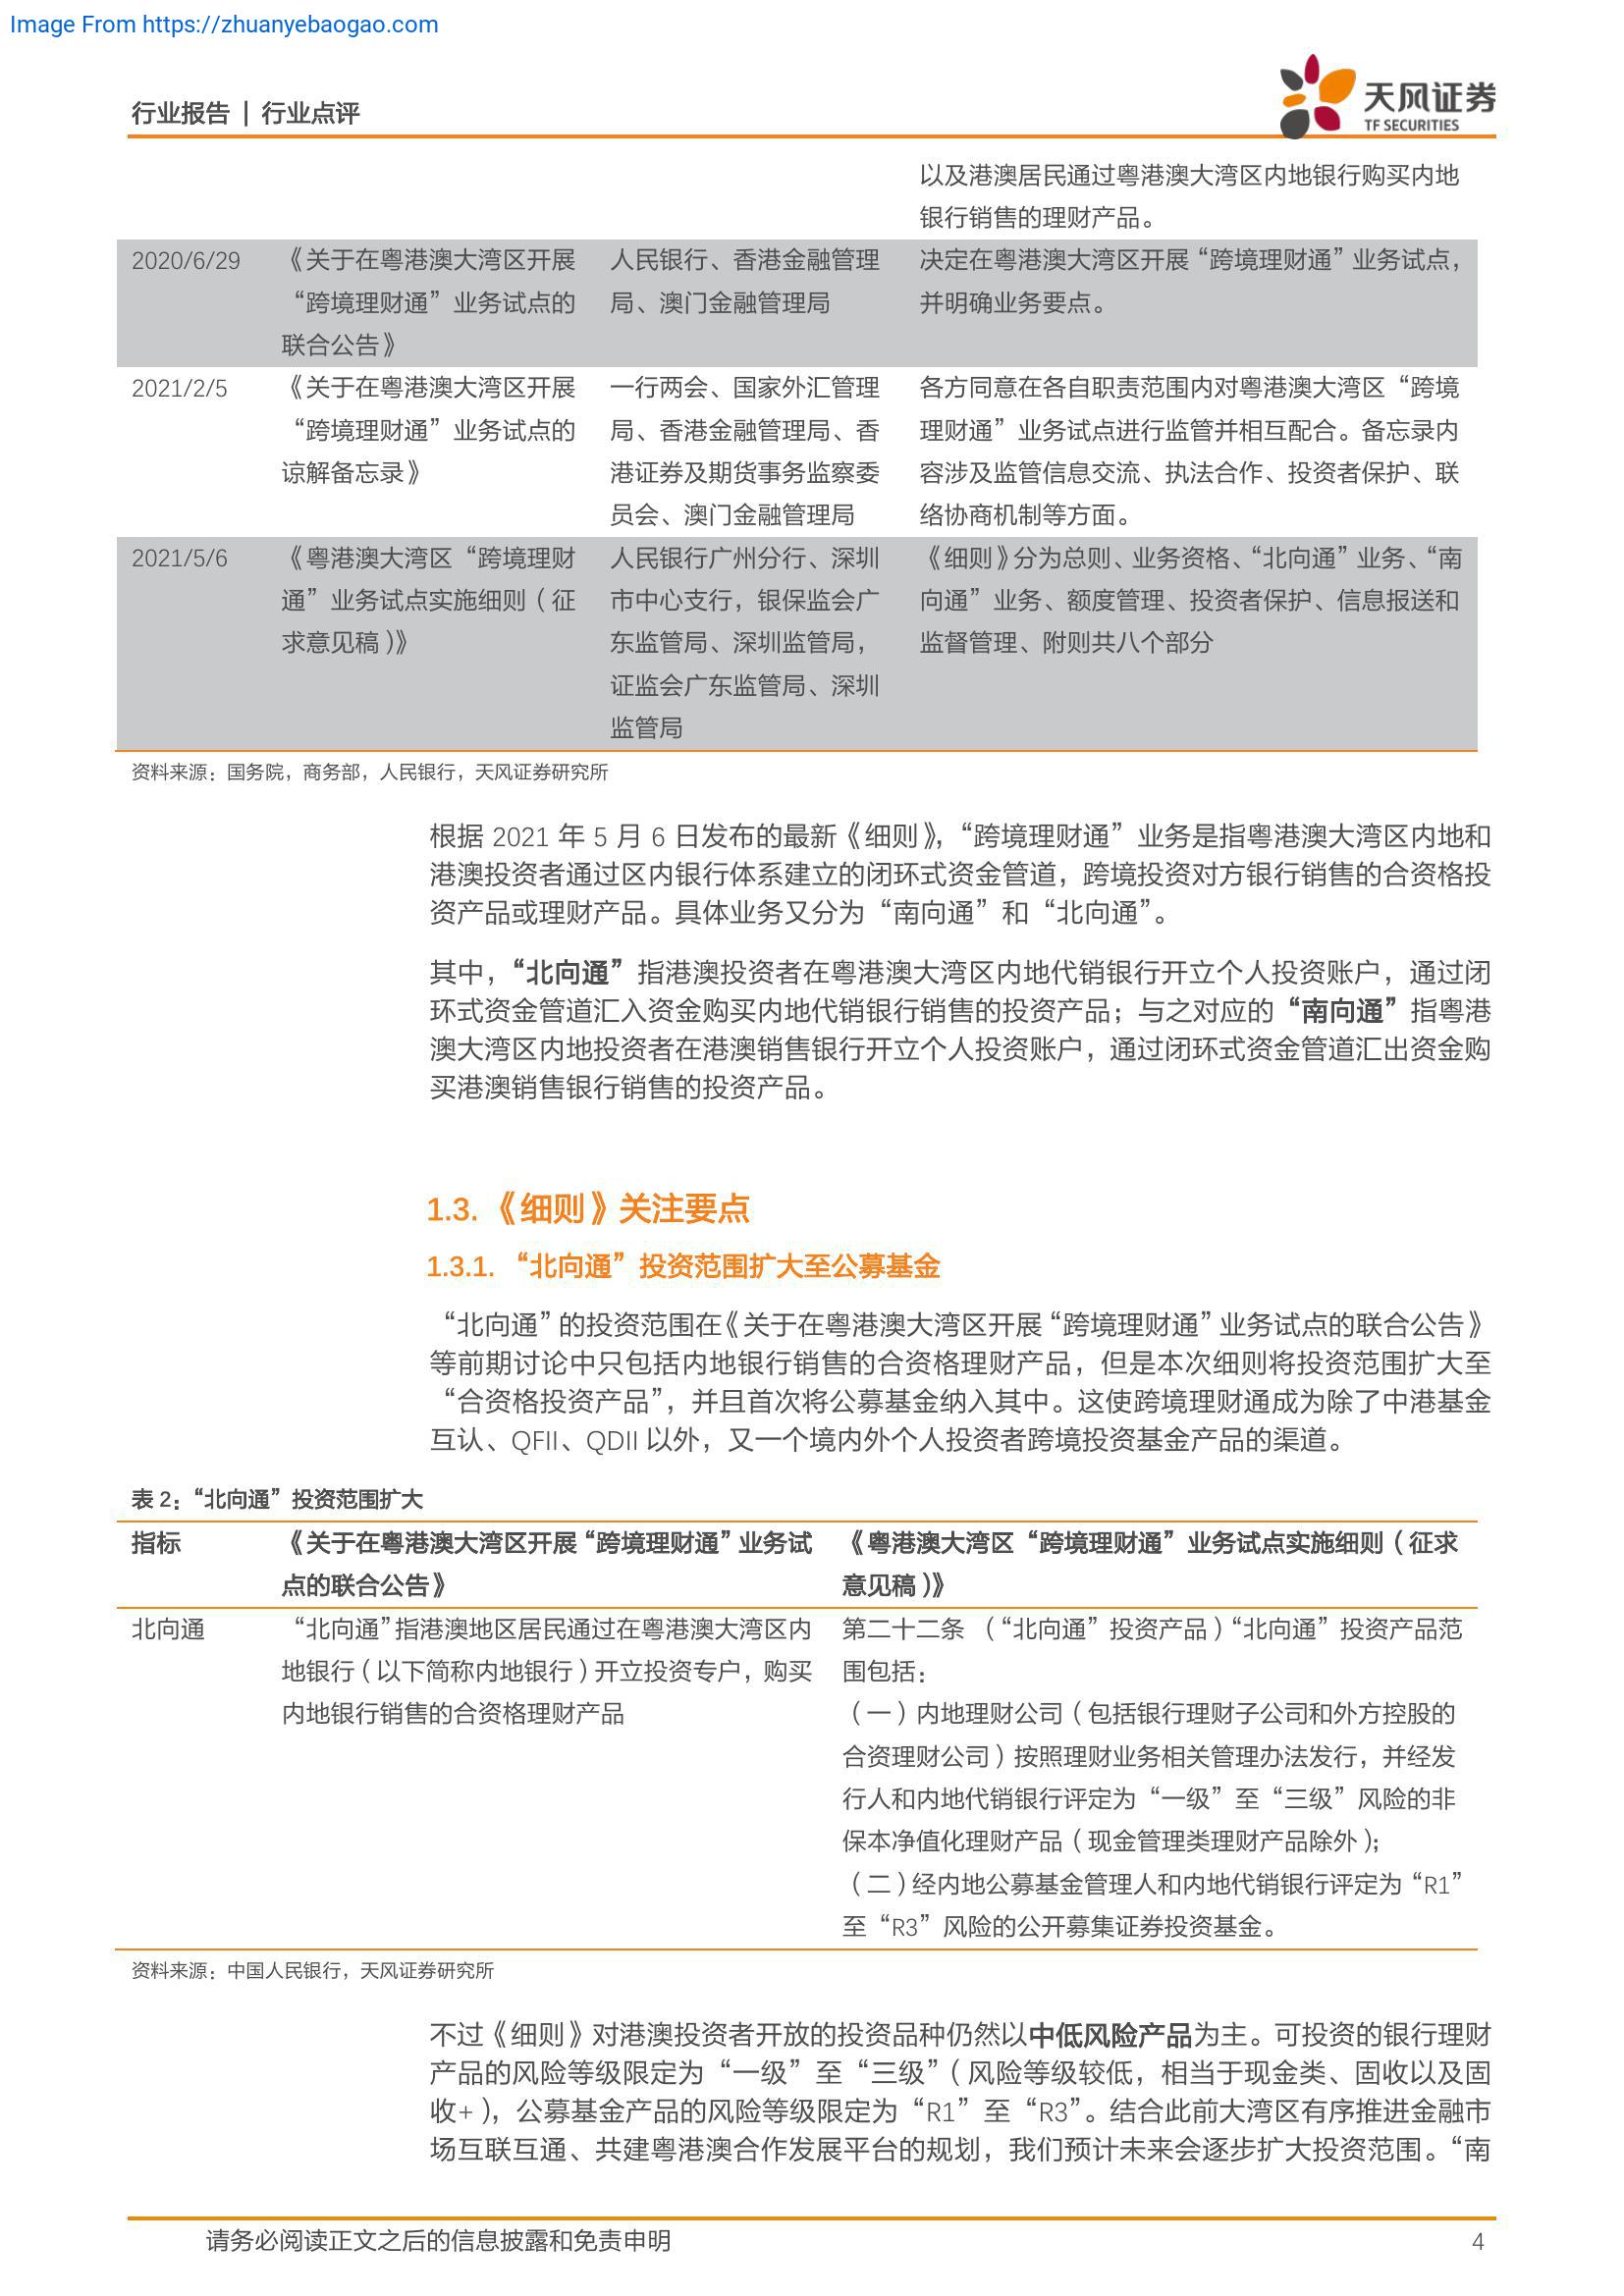 Image From https://zhuanyebaogao.com
行业报告 | 行业点评
天风证券
TF SECURITIES
以及港澳居民通过粤港澳大湾区内地银行购买内地
银行销售的理财产品。
2020/6/29 《关于在粤港澳大湾区开展 人民银行、香港金融管理 决定在粤港澳大湾区开展“跨境理财通”业务试点，
“跨境理财通”业务试点的 局、澳门金融管理局 并明确业务要点。
联合公告》
2021/2/5 《关于在粤港澳大湾区开展 一行两会、国家外汇管理 各方同意在各自职责范围内对粤港澳大湾区“跨境
“跨境理财通”业务试点的 局、香港金融管理局、香 理财通”业务试点进行监管并相互配合。备忘录内
谅解备忘录》 港证券及期货事务监察委 容涉及监管信息交流、执法合作、投资者保护、联
员会、澳门金融管理局 络协商机制等方面。
2021/5/6 《粤港澳大湾区“跨境理财 人民银行广州分行、深圳 《细则》分为总则、业务资格、“北向通”业务、“南
通”业务试点实施细则（征 市中心支行，银保监会广 向通”业务、额度管理、投资者保护、信息报送和
求意见稿）》 东监管局、深圳监管局， 监督管理、附则共八个部分
证监会广东监管局、深圳
监管局
资料来源：国务院，商务部，人民银行，天风证券研究所
根据 2021 年 5 月 6 日发布的最新《细则》，“跨境理财通”业务是指粤港澳大湾区内地和
港澳投资者通过区内银行体系建立的闭环式资金管道，跨境投资对方银行销售的合资格投
资产品或理财产品。具体业务又分为“南向通”和“北向通”。
其中，“北向通”指港澳投资者在粤港澳大湾区内地代销银行开立个人投资账户，通过闭
环式资金管道汇入资金购买内地代销银行销售的投资产品；与之对应的“南向通”指粤港
澳大湾区内地投资者在港澳销售银行开立个人投资账户，通过闭环式资金管道汇出资金购
买港澳销售银行销售的投资产品。
1.3. 《细则》关注要点
1.3.1. “北向通”投资范围扩大至公募基金
“北向通”的投资范围在《关于在粤港澳大湾区开展“跨境理财通”业务试点的联合公告》
等前期讨论中只包括内地银行销售的合资格理财产品，但是本次细则将投资范围扩大至
“合资格投资产品”，并且首次将公募基金纳入其中。这使跨境理财通成为除了中港基金
互认、QFII、QDII 以外，又一个境内外个人投资者跨境投资基金产品的渠道。
表 2：“北向通”投资范围扩大
指标 《关于在粤港澳大湾区开展“跨境理财通”业务试 《粤港澳大湾区“跨境理财通”业务试点实施细则（征求
点的联合公告》 意见稿）》
北向通 “北向通”指港澳地区居民通过在粤港澳大湾区内 第二十二条 （“北向通”投资产品）“北向通”投资产品范
地银行（以下简称内地银行）开立投资专户，购买 围包括：
内地银行销售的合资格理财产品 （一）内地理财公司（包括银行理财子公司和外方控股的
合资理财公司）按照理财业务相关管理办法发行，并经发
行人和内地代销银行评定为“一级”至“三级”风险的非
保本净值化理财产品（现金管理类理财产品除外）；
（二）经内地公募基金管理人和内地代销银行评定为“R1”
至“R3”风险的公开募集证券投资基金。
资料来源：中国人民银行，天风证券研究所
不过《细则》对港澳投资者开放的投资品种仍然以中低风险产品为主。可投资的银行理财
产品的风险等级限定为“一级”至“三级”（风险等级较低，相当于现金类、固收以及固
收+），公募基金产品的风险等级限定为“R1”至“R3”。结合此前大湾区有序推进金融市
场互联互通、共建粤港澳合作发展平台的规划，我们预计未来会逐步扩大投资范围。“南
请务必阅读正文之后的信息披露和免责申明 4